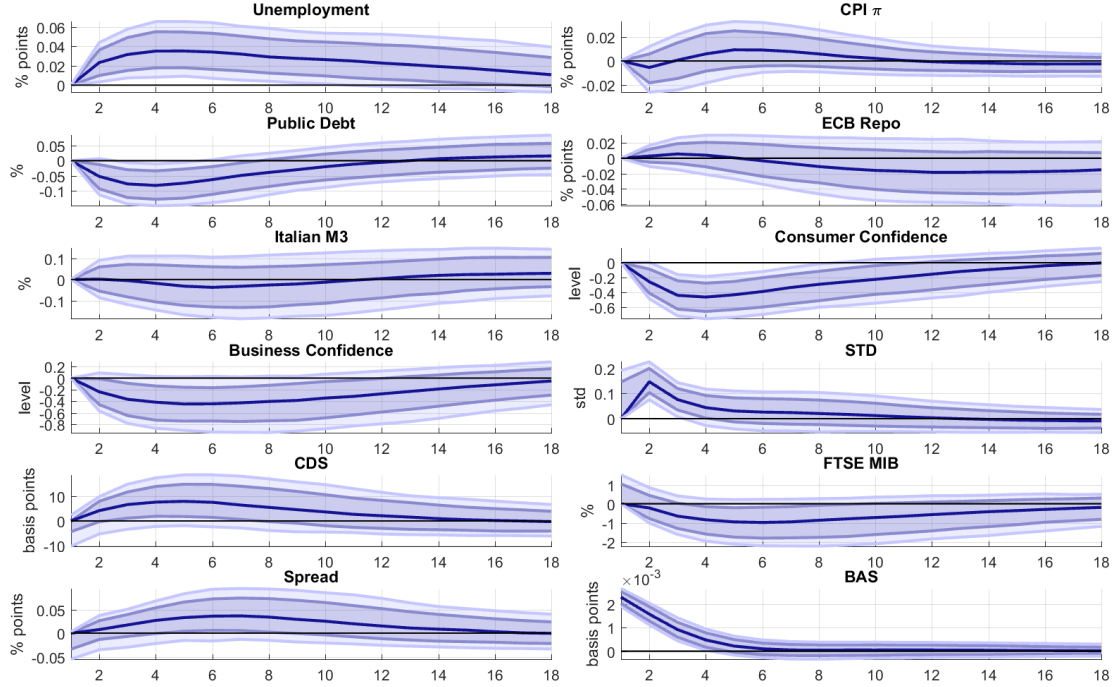 Unemployment
% points
0.06
0.04
0.02
0
2 4 6 8 10 12 14 16 18
CPI π
% points
0.02
0
-0.02
2 4 6 8 10 12 14 16 18
Public Debt
%
0.05
0
-0.05
-0.1
2 4 6 8 10 12 14 16 18
ECB Repo
% points
0.02
0
-0.02
-0.04
-0.06
2 4 6 8 10 12 14 16 18
Italian M3
%
0.1
0
-0.1
2 4 6 8 10 12 14 16 18
Consumer Confidence
level
0
-0.2
-0.4
-0.6
2 4 6 8 10 12 14 16 18
Business Confidence
level
0.2
0
-0.2
-0.4
-0.6
-0.8
2 4 6 8 10 12 14 16 18
STD
std
0.2
0.1
0
2 4 6 8 10 12 14 16 18
CDS
basis points
10
0
-10
2 4 6 8 10 12 14 16 18
FTSE MIB
%
1
0
-1
-2
2 4 6 8 10 12 14 16 18
Spread
% points
0.05
0
-0.05
2 4 6 8 10 12 14 16 18
BAS
×10⁻³
basis points
2
1
0
2 4 6 8 10 12 14 16 18